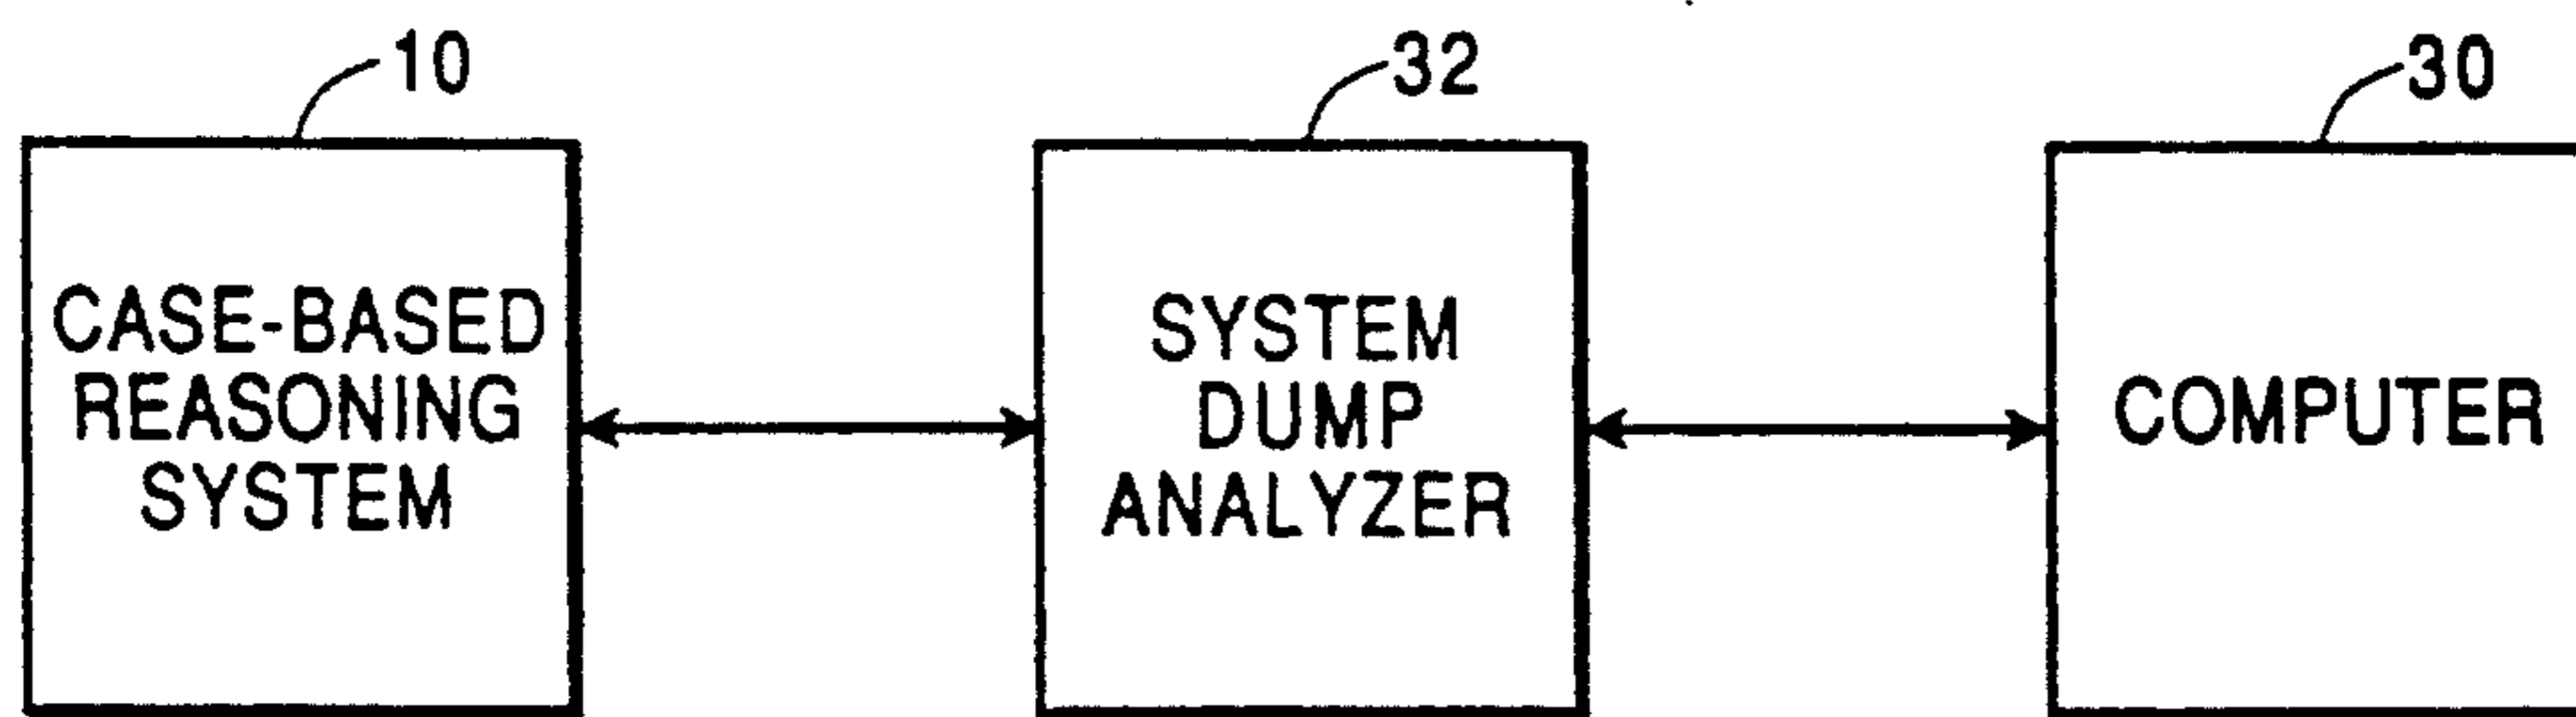 10
32
30
CASE-BASED
REASONING
SYSTEM
SYSTEM
DUMP
ANALYZER
COMPUTER